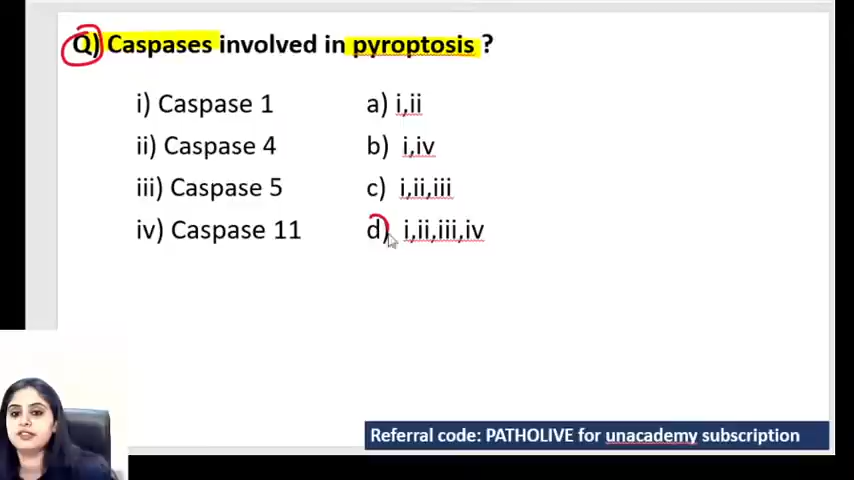 Q) Caspases involved in pyroptosis ?
i) Caspase 1
a) i,ii
ii) Caspase 4
b) i,iv
iii) Caspase 5
c) i,ii,iii
iv) Caspase 11
d) i,ii,iii,iv
Referral code: PATHOLIVE for unacademy subscription